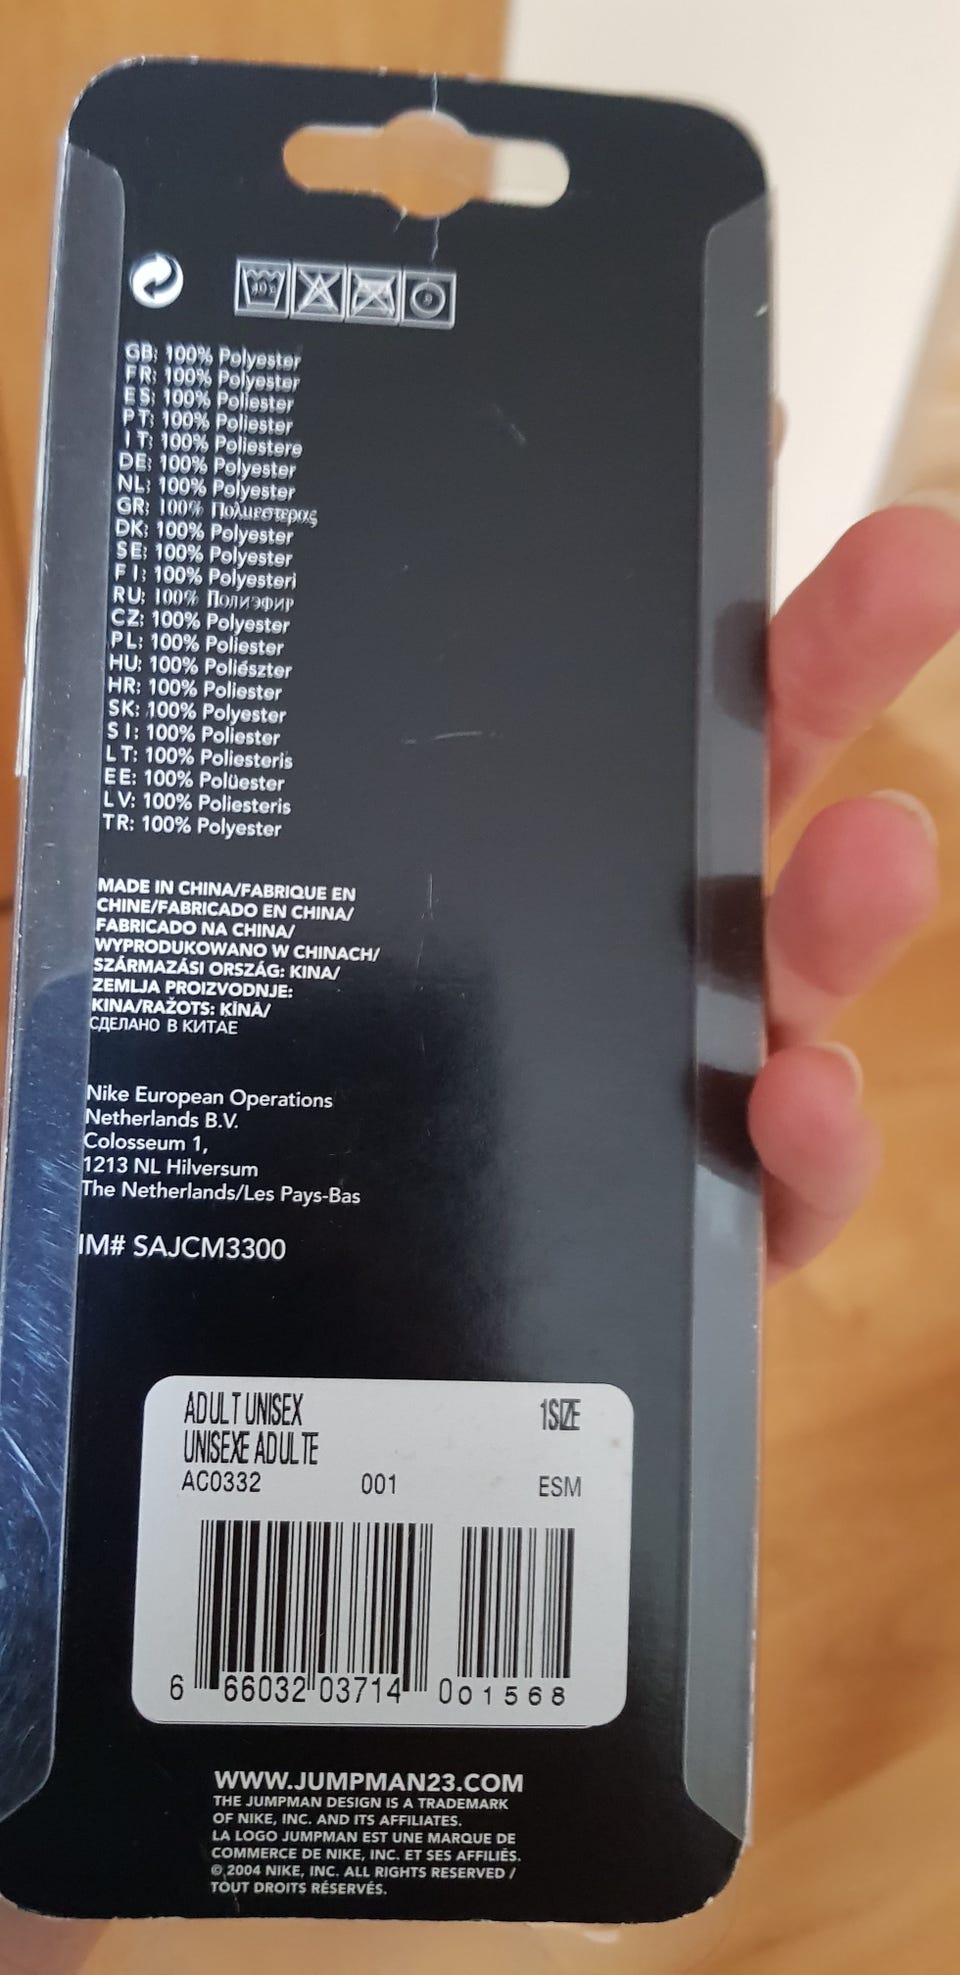 GB: 100% Polyester
FR: 100% Polyester
ES: 100% Poliester
PT: 100% Poliester
IT: 100% Poliestere
DE: 100% Polyester
NL: 100% Polyester
GR: 100% Πολυεστερας
DK: 100% Polyester
SE: 100% Polyester
FI: 100% Polyesteri
RU: 100% Полиэфир
CZ: 100% Polyester
PL: 100% Poliester
HU: 100% Poliészter
HR: 100% Poliester
SK: 100% Polyester
SI: 100% Poliester
LT: 100% Poliesteris
EE: 100% Polüester
LV: 100% Poliesteris
TR: 100% Polyester
MADE IN CHINA/FABRIQUE EN
CHINE/FABRICADO EN CHINA/
FABRICADO NA CHINA/
WYPRODUKOWANO W CHINACH/
SZÁRMAZÁSI ORSZÁG: KINA/
ZEMLJA PROIZVODNJE:
KINA/RAŽOTS: ĶĪNĀ/
СДЕЛАНО В КИТАЕ
Nike European Operations
Netherlands B.V.
Colosseum 1,
1213 NL Hilversum
The Netherlands/Les Pays-Bas
IM# SAJCM3300
ADULT UNISEX 1SIZE
UNISEXE ADULTE
AC0332 001 ESM
6 66032 03714 0 01568
WWW.JUMPMAN23.COM
THE JUMPMAN DESIGN IS A TRADEMARK
OF NIKE, INC. AND ITS AFFILIATES.
LA LOGO JUMPMAN EST UNE MARQUE DE
COMMERCE DE NIKE, INC. ET SES AFFILIÉS.
© 2004 NIKE, INC. ALL RIGHTS RESERVED /
TOUT DROITS RÉSERVÉS.